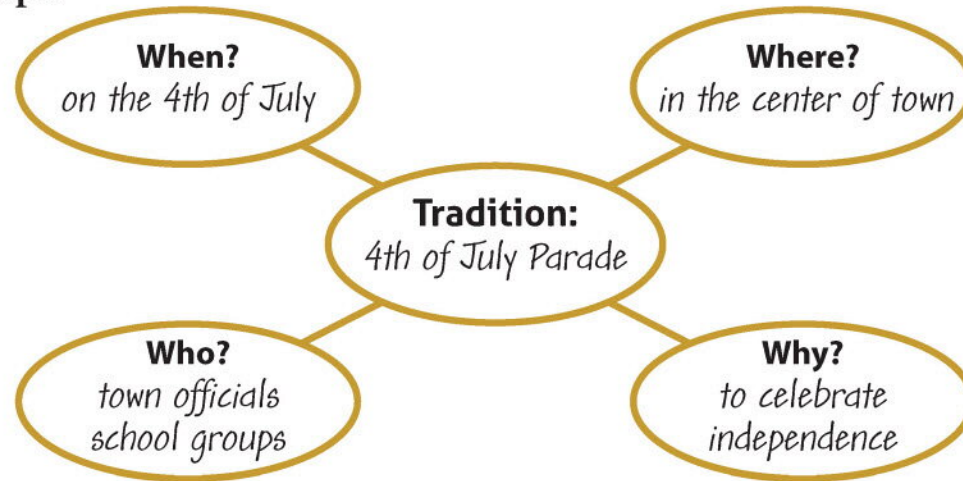 When?
on the 4th of July
Where?
in the center of town
Tradition:
4th of July Parade
Who?
town officials
school groups
Why?
to celebrate
independence